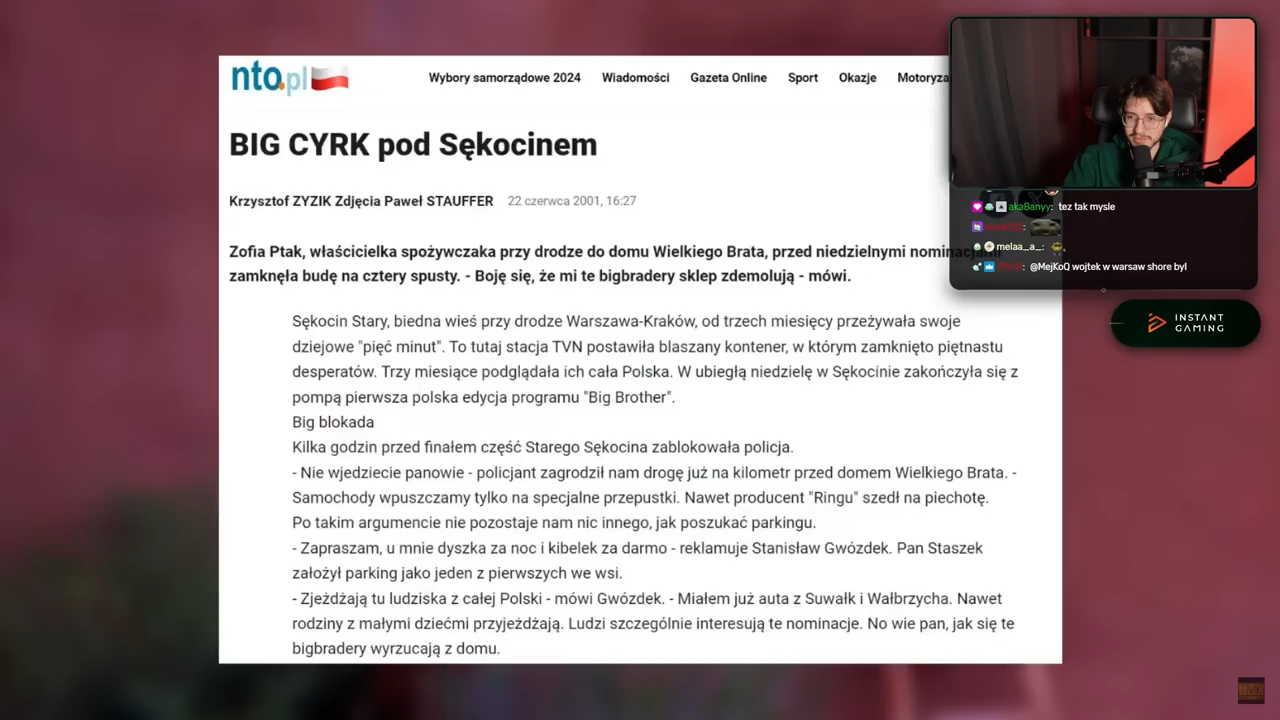 nto.pl
Wybory samorządowe 2024 Wiadomości Gazeta Online Sport Okazje Motoryza
BIG CYRK pod Sękocinem
Krzysztof ZYZIK Zdjęcia Paweł STAUFFER 22 czerwca 2001, 16:27
Zofia Ptak, właścicielka spożywczaka przy drodze do domu Wielkiego Brata, przed niedzielnymi nominacjami
zamknęła budę na cztery spusty. - Boję się, że mi te bigbradery sklep zdemolują - mówi.
Sękocin Stary, biedna wieś przy drodze Warszawa-Kraków, od trzech miesięcy przeżywała swoje
dziejowe "pięć minut". To tutaj stacja TVN postawiła blaszany kontener, w którym zamknięto piętnastu
desperatów. Trzy miesiące podglądała ich cała Polska. W ubiegłą niedzielę w Sękocinie zakończyła się z
pompą pierwsza polska edycja programu "Big Brother".
Big blokada
Kilka godzin przed finałem część Starego Sękocina zablokowała policja.
- Nie wjedziecie panowie - policjant zagrodził nam drogę już na kilometr przed domem Wielkiego Brata. -
Samochody wpuszczamy tylko na specjalne przepustki. Nawet producent "Ringu" szedł na piechotę.
Po takim argumencie nie pozostaje nam nic innego, jak poszukać parkingu.
- Zapraszam, u mnie dyszka za noc i kibelek za darmo - reklamuje Stanisław Gwózdek. Pan Staszek
założył parking jako jeden z pierwszych we wsi.
- Zjeżdżają tu ludziska z całej Polski - mówi Gwózdek. - Miałem już auta z Suwałk i Wałbrzycha. Nawet
rodziny z małymi dziećmi przyjeżdżają. Ludzi szczególnie interesują te nominacje. No wie pan, jak się te
bigbradery wyrzucają z domu.
akaBanyy: tez tak mysle
melaa_a_:
@MejKoQ wojtek w warsaw shore byl
INSTANT
GAMING